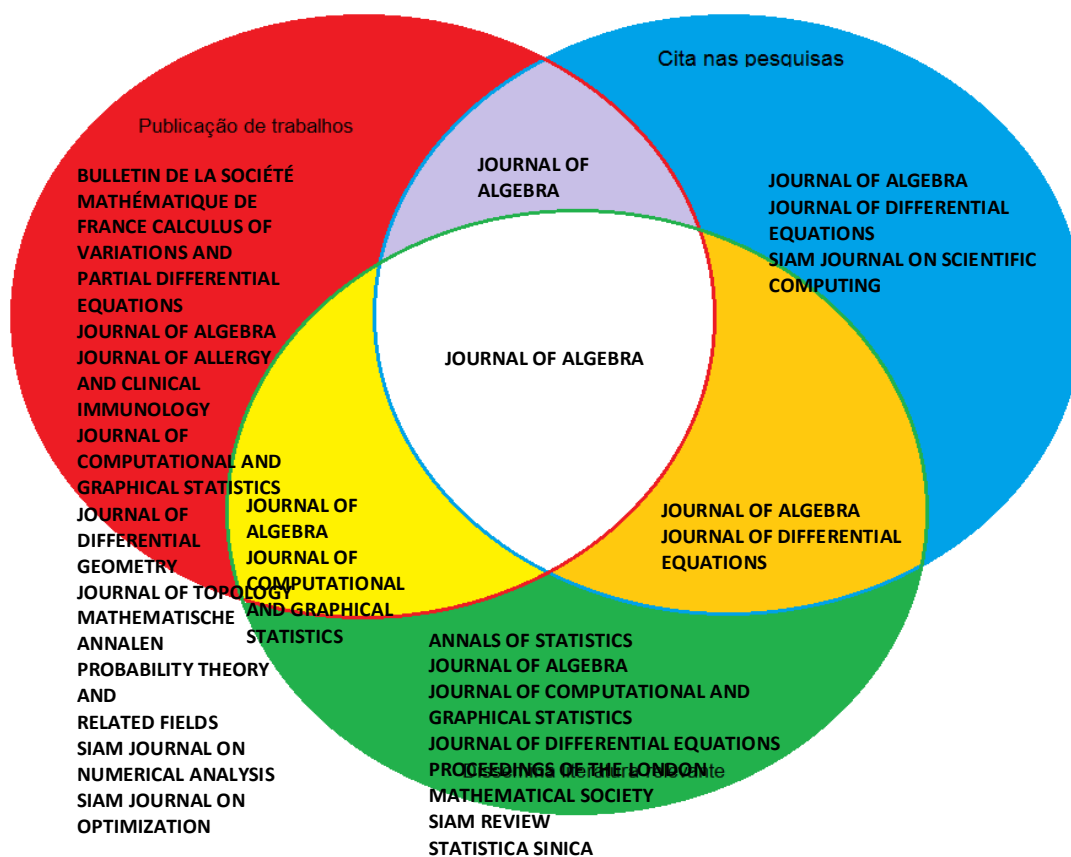 Cita nas pesquisas
Publicação de trabalhos
BULLETIN DE LA SOCIÉTÉ
MATHÉMATIQUE DE
FRANCE CALCULUS OF
VARIATIONS AND
PARTIAL DIFFERENTIAL
EQUATIONS
JOURNAL OF ALGEBRA
JOURNAL OF ALLERGY
AND CLINICAL
IMMUNOLOGY
JOURNAL OF
COMPUTATIONAL AND
GRAPHICAL STATISTICS
JOURNAL OF
DIFFERENTIAL
GEOMETRY
JOURNAL OF TOPOLOGY
MATHEMATISCHE
ANNALEN
PROBABILITY THEORY
AND
RELATED FIELDS
SIAM JOURNAL ON
NUMERICAL ANALYSIS
SIAM JOURNAL ON
OPTIMIZATION
JOURNAL OF
ALGEBRA
JOURNAL OF ALGEBRA
JOURNAL OF DIFFERENTIAL
EQUATIONS
SIAM JOURNAL ON SCIENTIFIC
COMPUTING
JOURNAL OF ALGEBRA
JOURNAL OF
ALGEBRA
JOURNAL OF
COMPUTATIONAL
AND GRAPHICAL
STATISTICS
JOURNAL OF ALGEBRA
JOURNAL OF DIFFERENTIAL
EQUATIONS
ANNALS OF STATISTICS
JOURNAL OF ALGEBRA
JOURNAL OF COMPUTATIONAL AND
GRAPHICAL STATISTICS
JOURNAL OF DIFFERENTIAL EQUATIONS
PROCEEDINGS OF THE LONDON
Dissemina literatura relevante
MATHEMATICAL SOCIETY
SIAM REVIEW
STATISTICA SINICA